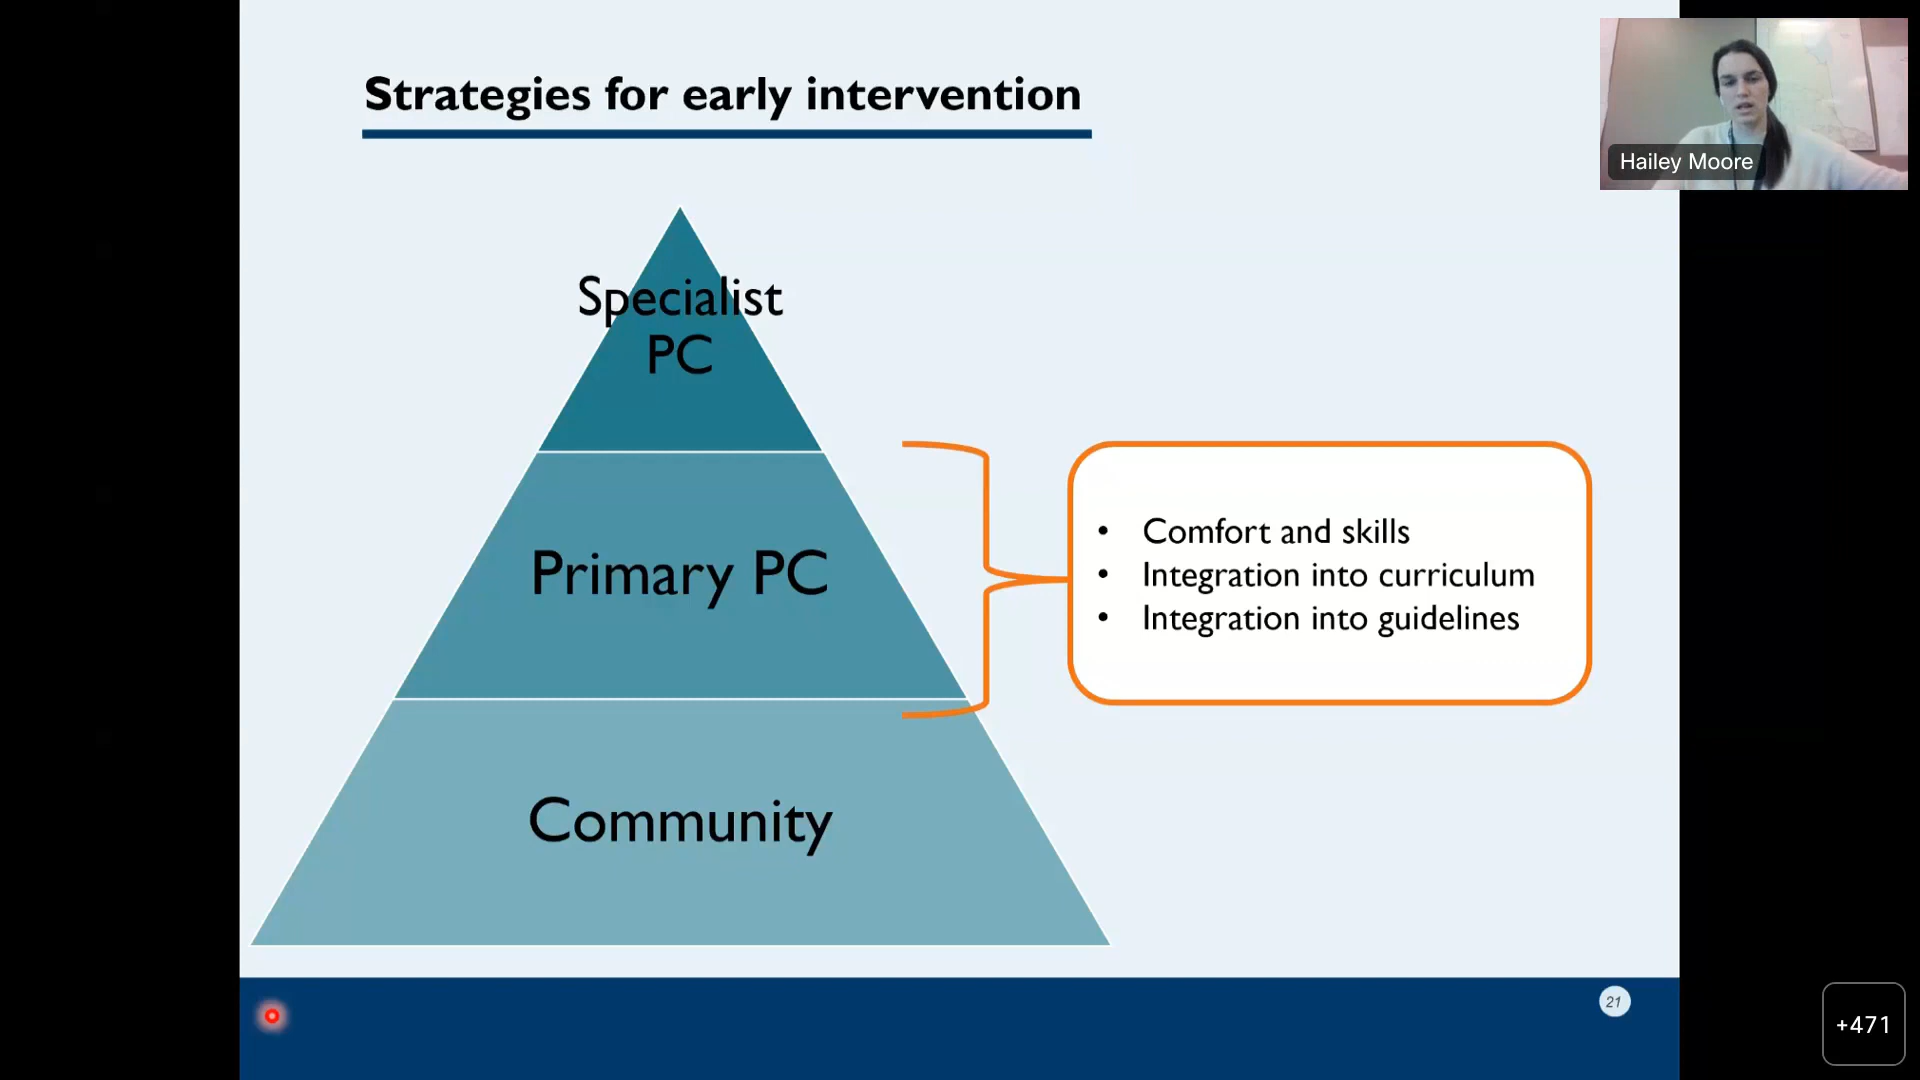 Strategies for early intervention
Hailey Moore
Specialist
PC
Primary PC
• Comfort and skills
• Integration into curriculum
• Integration into guidelines
Community
21
+471